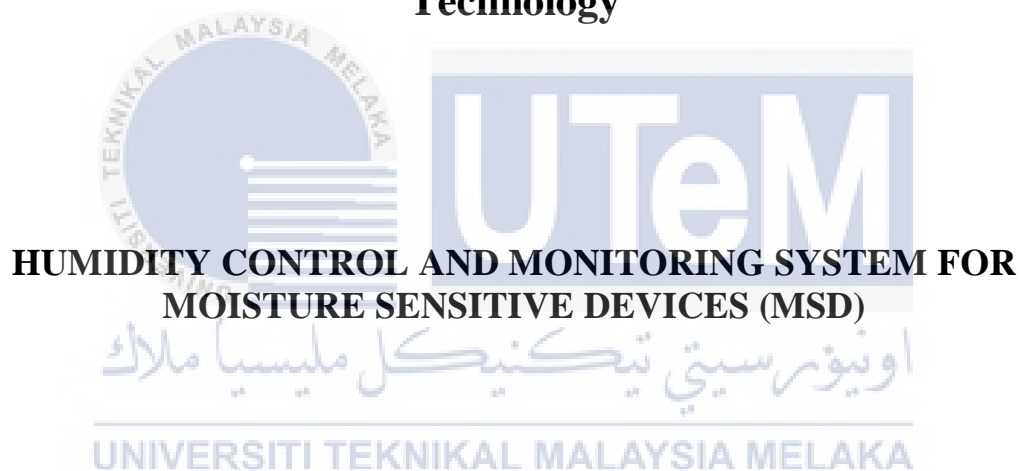 Technology
UNIVERSITI TEKNIKAL MALAYSIA MELAKA
UTeM
HUMIDITY CONTROL AND MONITORING SYSTEM FOR
MOISTURE SENSITIVE DEVICES (MSD)
اونيۏرسيتي تيكنيكل مليسيا ملاك
UNIVERSITI TEKNIKAL MALAYSIA MELAKA